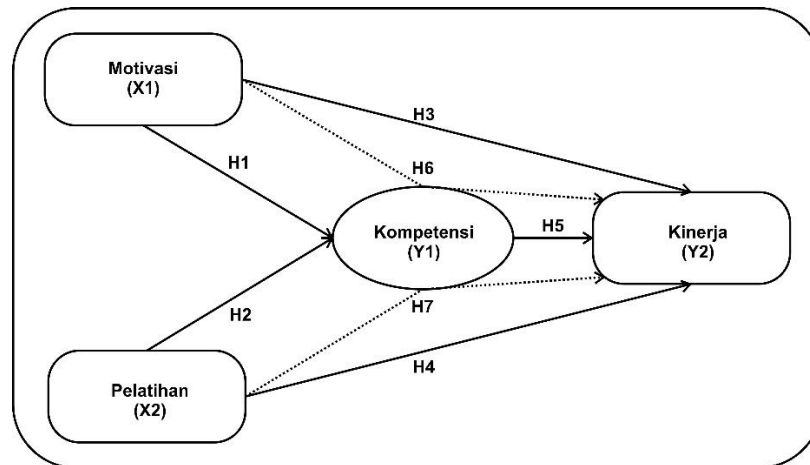 Motivasi
(X1)
H3
H1
H6
Kompetensi
(Y1)
H5
Kinerja
(Y2)
H7
H2
H4
Pelatihan
(X2)